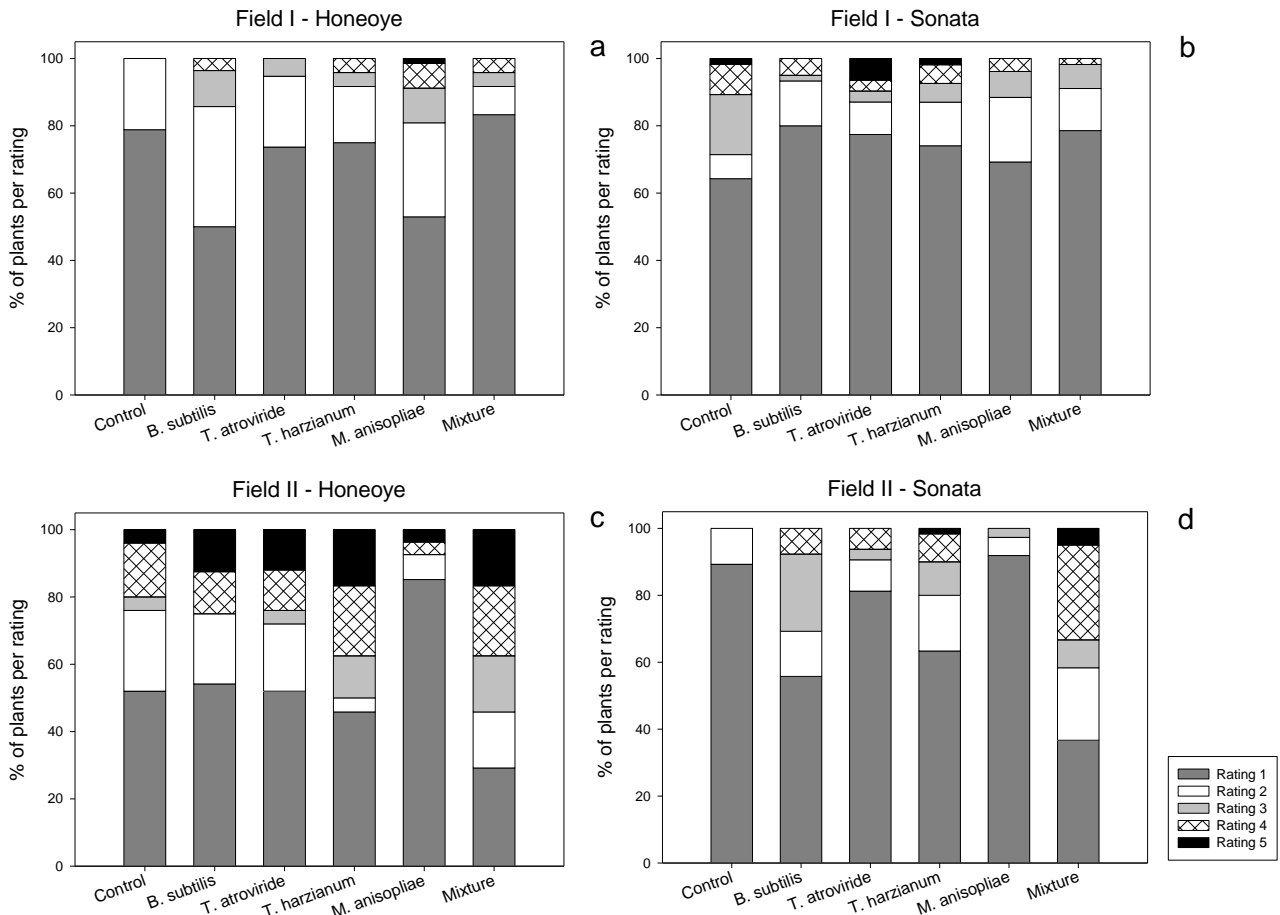 Field I - Honeoye
a
% of plants per rating
100
80
60
40
20
0
Control
B. subtilis
T. atroviride
T. harzianum
M. anisopliae
Mixture
Field I - Sonata
b
% of plants per rating
100
80
60
40
20
0
Control
B. subtilis
T. atroviride
T. harzianum
M. anisopliae
Mixture
Field II - Honeoye
c
% of plants per rating
100
80
60
40
20
0
Control
B. subtilis
T. atroviride
T. harzianum
M. anisopliae
Mixture
Field II - Sonata
d
% of plants per rating
100
80
60
40
20
0
Control
B. subtilis
T. atroviride
T. harzianum
M. anisopliae
Mixture
Rating 1
Rating 2
Rating 3
Rating 4
Rating 5